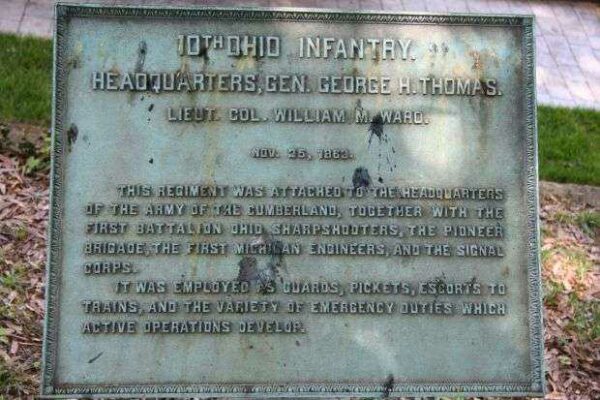 10TH OHIO INFANTRY.
HEADQUARTERS, GEN. GEORGE H. THOMAS.
LIEUT. COL. WILLIAM M. WARD.
NOV. 25, 1863.
THIS REGIMENT WAS ATTACHED TO THE HEADQUARTERS
OF THE ARMY OF THE CUMBERLAND, TOGETHER WITH THE
FIRST BATTALION OHIO SHARPSHOOTERS, THE PIONEER
BRIGADE, THE FIRST MICHIGAN ENGINEERS, AND THE SIGNAL
CORPS.
IT WAS EMPLOYED AS GUARDS, PICKETS, ESCORTS TO
TRAINS, AND THE VARIETY OF EMERGENCY DUTIES WHICH
ACTIVE OPERATIONS DEVELOP.